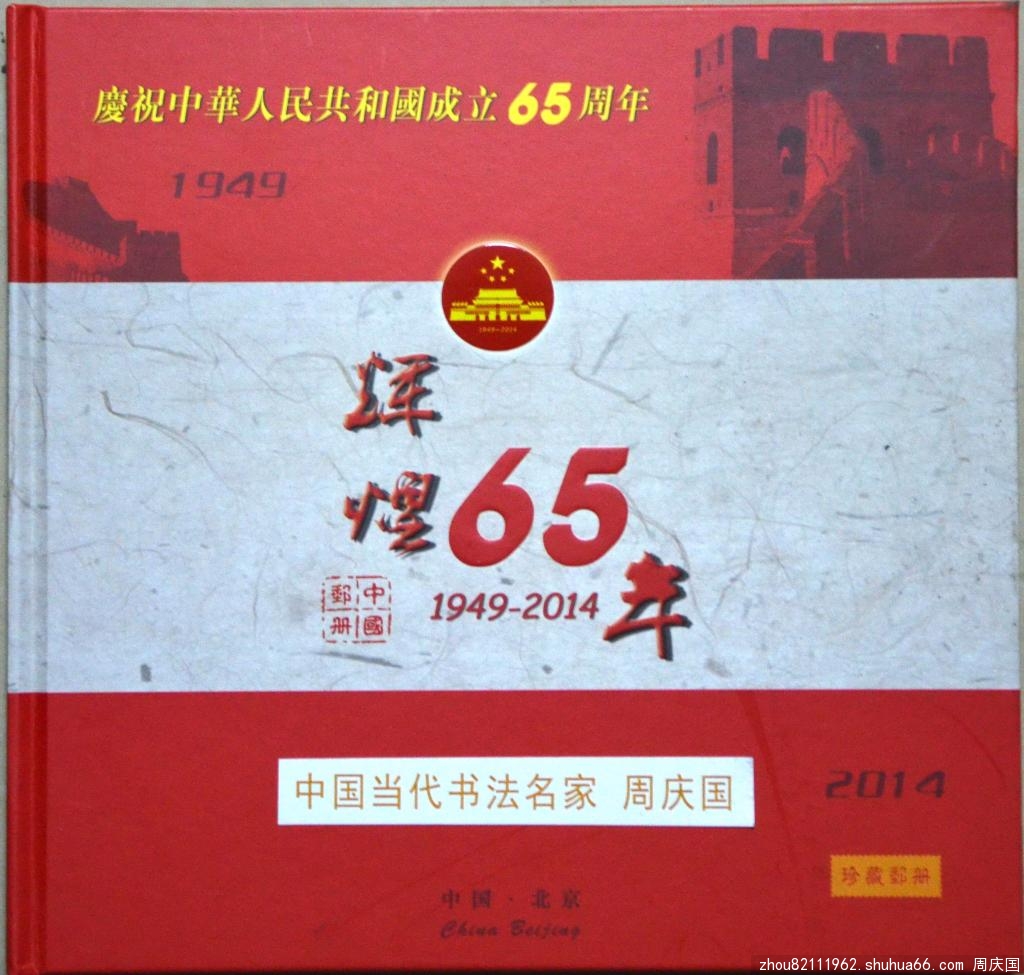 慶祝中華人民共和國成立65周年
1949
1949-2014
輝煌65年
1949-2014
中國郵册
中国当代书法名家 周庆国
2014
珍藏郵册
中国·北京
China Beijing
zhou82111962.shuhua66.com 周庆国